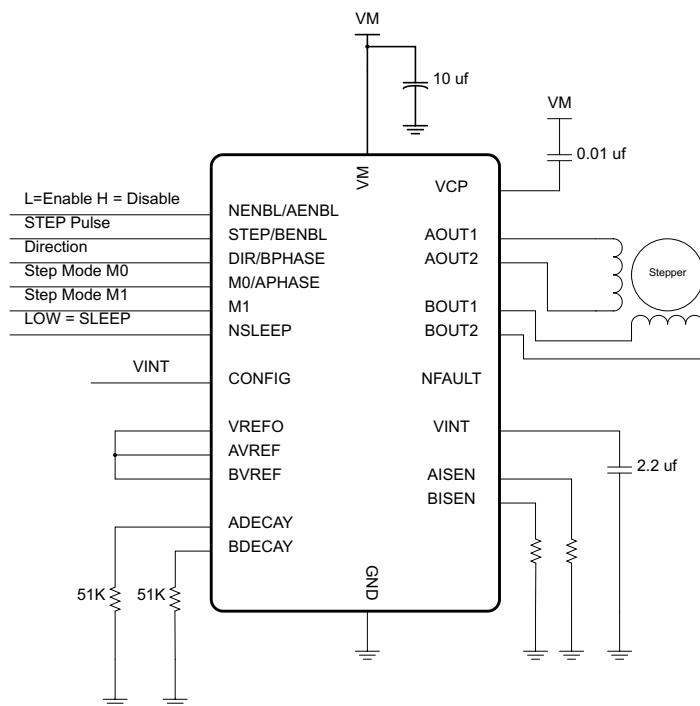 VM
10 uf
VM
0.01 uf
VM
VCP
L=Enable H = Disable
NENBL/AENBL
STEP Pulse
STEP/BENBL
AOUT1
Direction
DIR/BPHASE
AOUT2
Stepper
Step Mode M0
M0/APHASE
Step Mode M1
M1
BOUT1
LOW = SLEEP
NSLEEP
BOUT2
VINT
CONFIG
NFAULT
VREFO
VINT
AVREF
2.2 uf
BVREF
AISEN
BISEN
ADECAY
BDECAY
GND
51K
51K